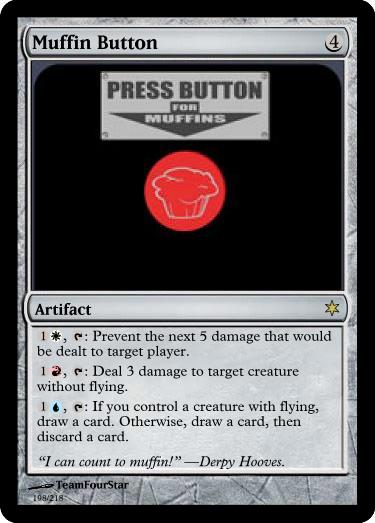 Muffin Button 4
PRESS BUTTON
FOR
MUFFINS
Artifact
1 , : Prevent the next 5 damage that would
be dealt to target player.
1 , : Deal 3 damage to target creature
without flying.
1 , : If you control a creature with flying,
draw a card. Otherwise, draw a card, then
discard a card.
“I can count to muffin!” —Derpy Hooves.
TeamFourStar
198/218